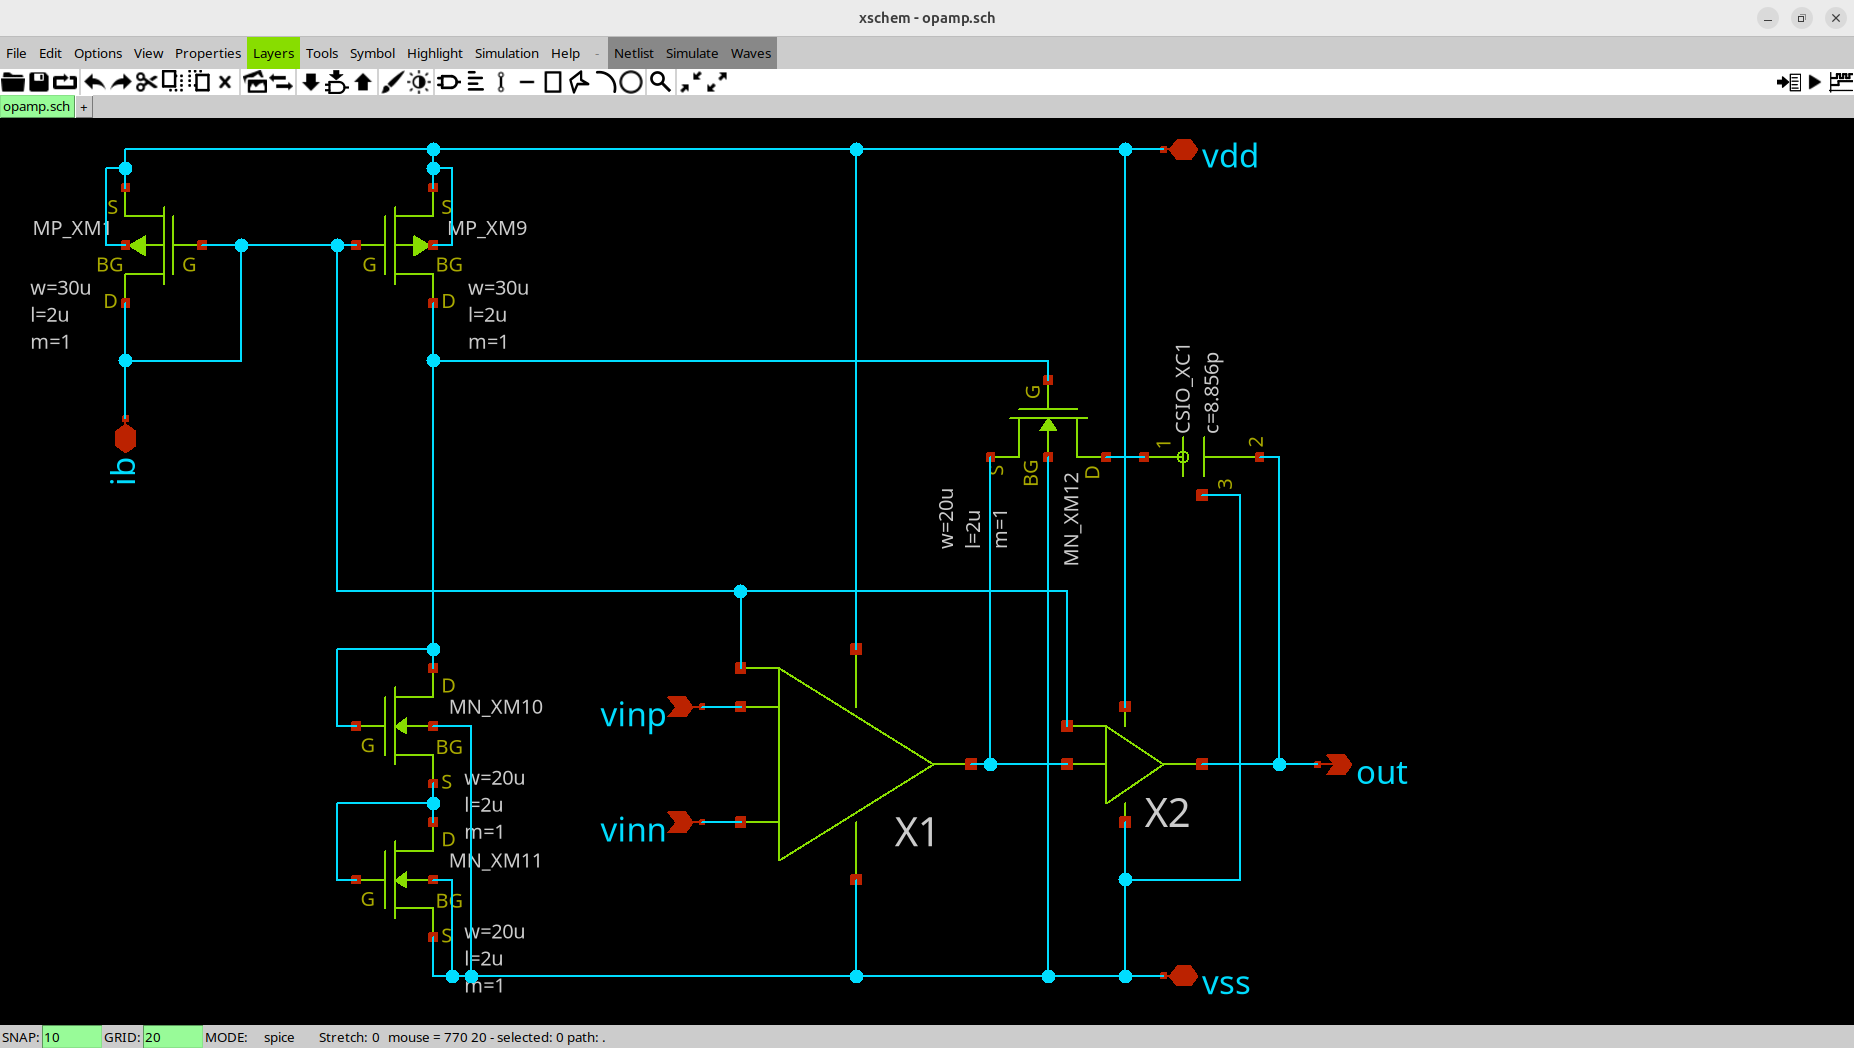 xschem - opamp.sch
File Edit Options View Properties Layers Tools Symbol Highlight Simulation Help - Netlist Simulate Waves
opamp.sch +
vdd
S
MP_XM1
BG
G
D
w=30u
l=2u
m=1
ib
S
MP_XM9
G
BG
D
w=30u
l=2u
m=1
G
S
BG
D
MN_XM12
w=20u
l=2u
m=1
CSIO_XC1
c=8.856p
1
2
3
D
MN_XM10
G
BG
S
w=20u
l=2u
m=1
D
MN_XM11
G
BG
S
w=20u
l=2u
m=1
vinp
vinn
X1
X2
out
vss
SNAP: 10 GRID: 20 MODE: spice Stretch: 0 mouse = 770 20 - selected: 0 path: .